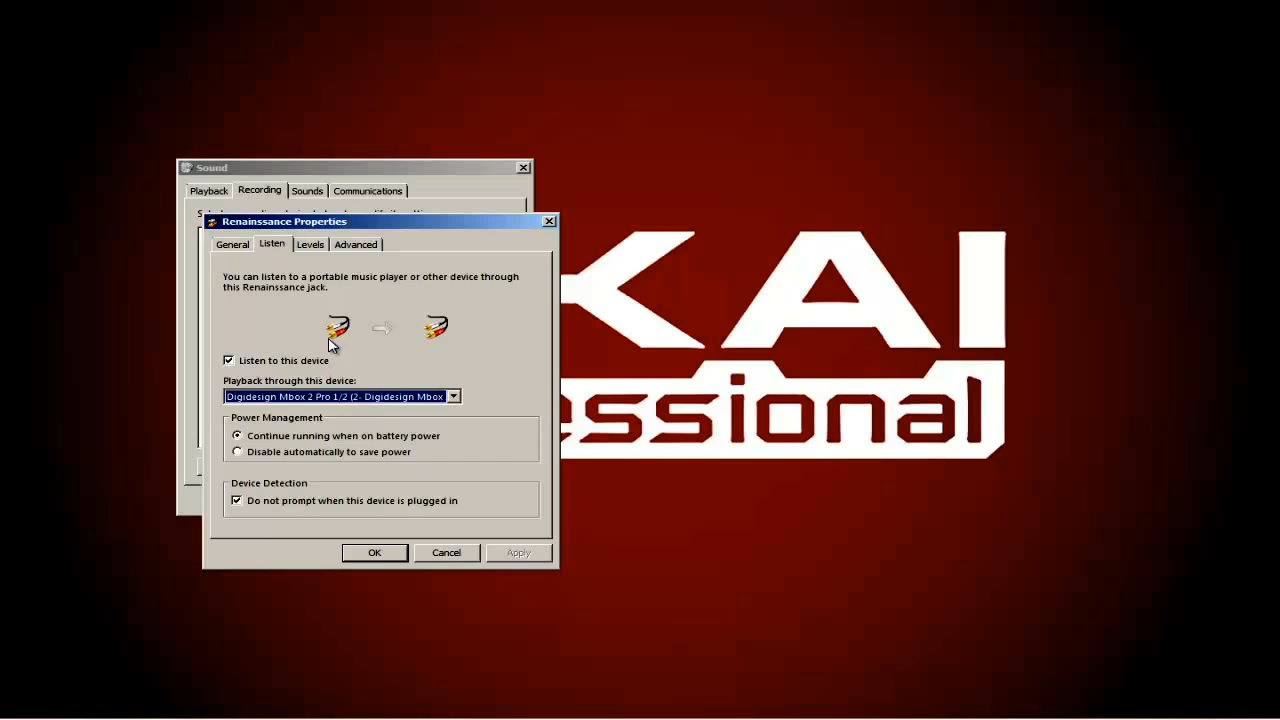 Sound
Playback Recording Sounds Communications
Renainssance Properties
General Listen Levels Advanced
You can listen to a portable music player or other device through
this Renainssance jack.
Listen to this device
Playback through this device:
Digidesign Mbox 2 Pro 1/2 (2- Digidesign Mbox
Power Management
Continue running when on battery power
Disable automatically to save power
Device Detection
Do not prompt when this device is plugged in
OK Cancel Apply
KAI
essional